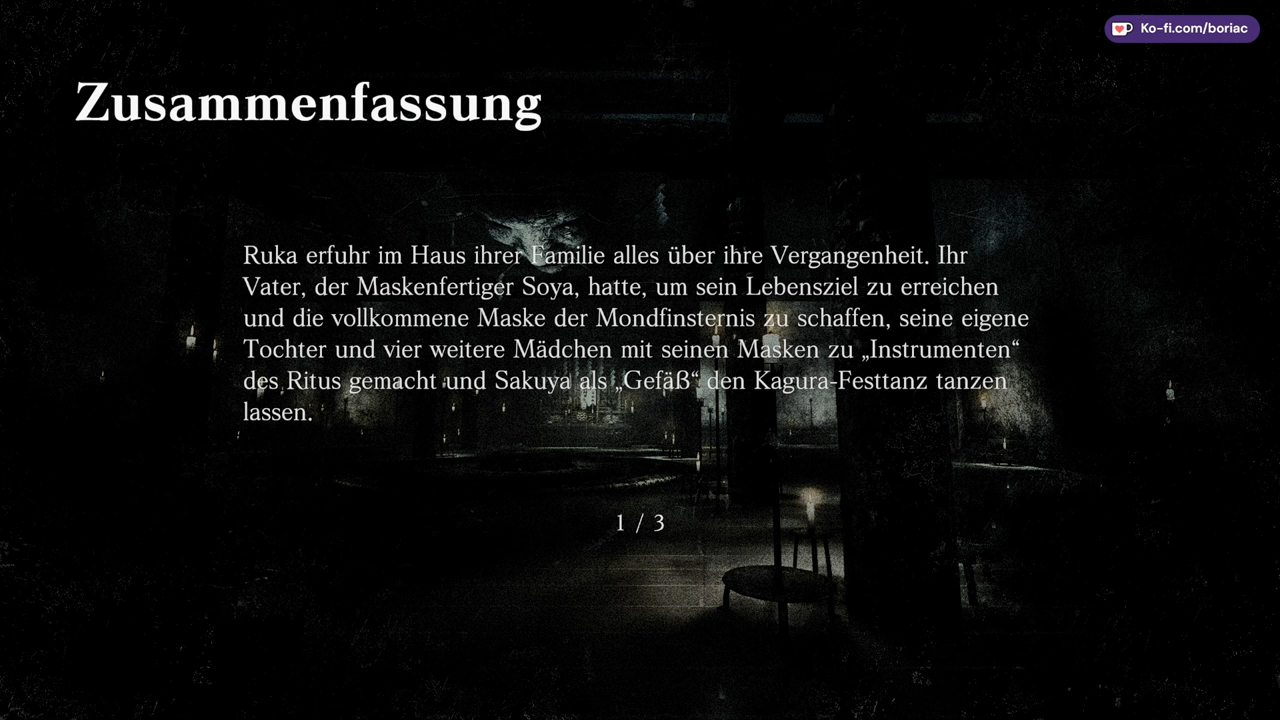 Ko-fi.com/boriac
Zusammenfassung
Ruka erfuhr im Haus ihrer Familie alles über ihre Vergangenheit. Ihr
Vater, der Maskenfertiger Soya, hatte, um sein Lebensziel zu erreichen
und die vollkommene Maske der Mondfinsternis zu schaffen, seine eigene
Tochter und vier weitere Mädchen mit seinen Masken zu „Instrumenten“
des Ritus gemacht und Sakuya als „Gefäß“ den Kagura-Festtanz tanzen
lassen.
1 / 3